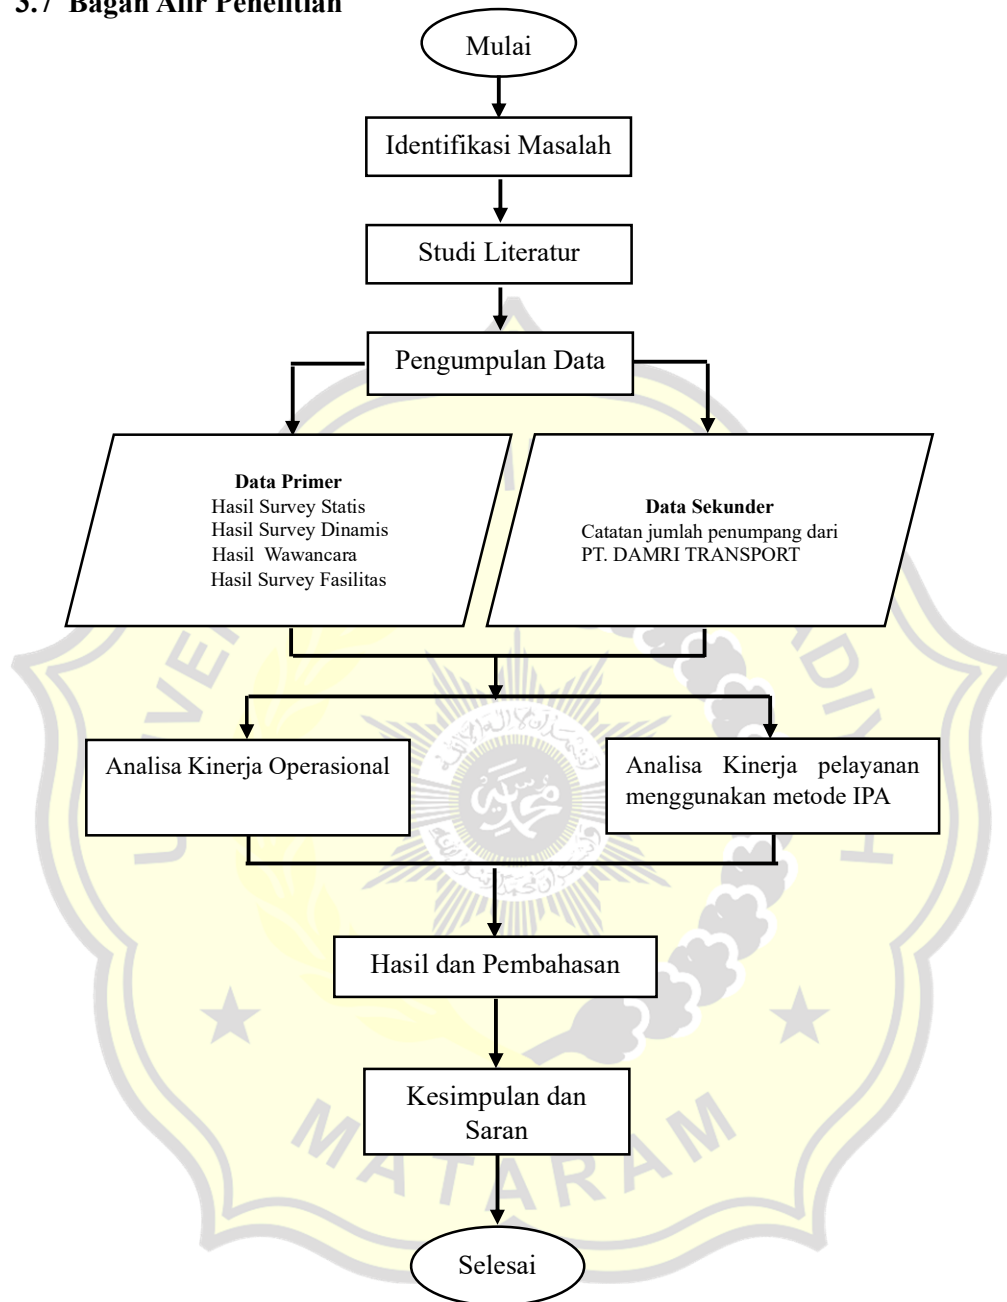 3.7 Bagan Alir Penelitian
Mulai
Identifikasi Masalah
Studi Literatur
Pengumpulan Data
Data Primer
Hasil Survey Statis
Hasil Survey Dinamis
Hasil Wawancara
Hasil Survey Fasilitas
Data Sekunder
Catatan jumlah penumpang dari
PT. DAMRI TRANSPORT
Analisa Kinerja Operasional
Analisa Kinerja pelayanan
menggunakan metode IPA
Hasil dan Pembahasan
Kesimpulan dan
Saran
MATARAM
Selesai